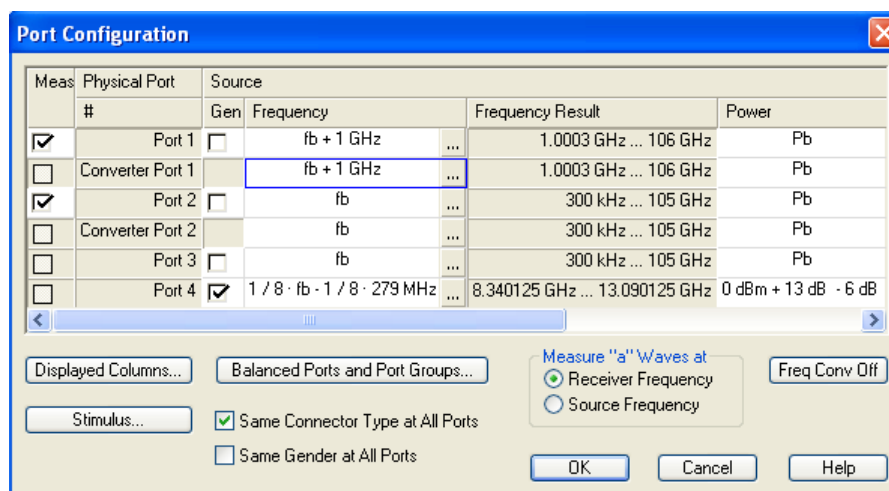 Port Configuration
Meas Physical Port Source
# Gen Frequency Frequency Result Power
Port 1 fb + 1 GHz ... 1.0003 GHz ... 106 GHz Pb
Converter Port 1 fb + 1 GHz ... 1.0003 GHz ... 106 GHz Pb
Port 2 fb ... 300 kHz ... 105 GHz Pb
Converter Port 2 fb ... 300 kHz ... 105 GHz Pb
Port 3 fb ... 300 kHz ... 105 GHz Pb
Port 4 1 / 8 · fb - 1 / 8 · 279 MHz ... 8.340125 GHz ... 13.090125 GHz 0 dBm + 13 dB - 6 dB
Displayed Columns... Balanced Ports and Port Groups... Measure "a" Waves at Freq Conv Off
Receiver Frequency
Source Frequency
Stimulus... Same Connector Type at All Ports
Same Gender at All Ports
OK Cancel Help